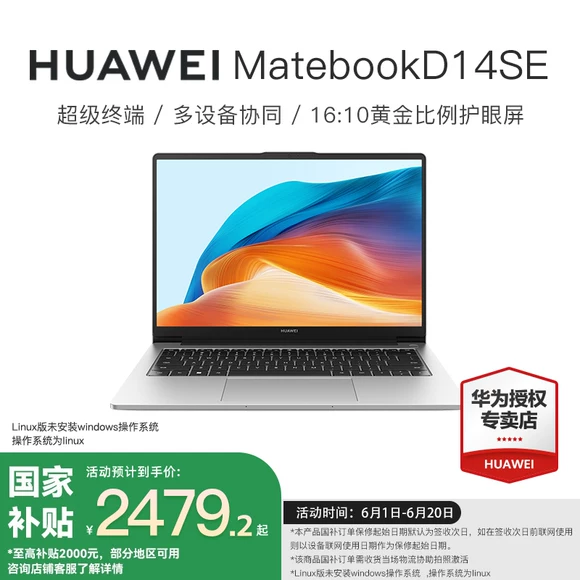 HUAWEI MatebookD14SE
超级终端 / 多设备协同 / 16:10黄金比例护眼屏
HUAWEI
Linux版未安装windows操作系统
操作系统为linux
华为授权
专卖店
★★★★★
HUAWEI
国家
补贴
活动预计到手价：
¥2479.2起
*至高补贴2000元，部分地区可用
咨询店铺客服了解详情
活动时间：6月1日-6月20日
*本产品国补订单保修起始日期默认为签收次日，如在签收次日前联网使用
则以设备联网使用日期作为保修起始日期。
*该商品国补订单需收货当场物流协助拍照激活
*Linux版未安装windows操作系统 ,操作系统为linux